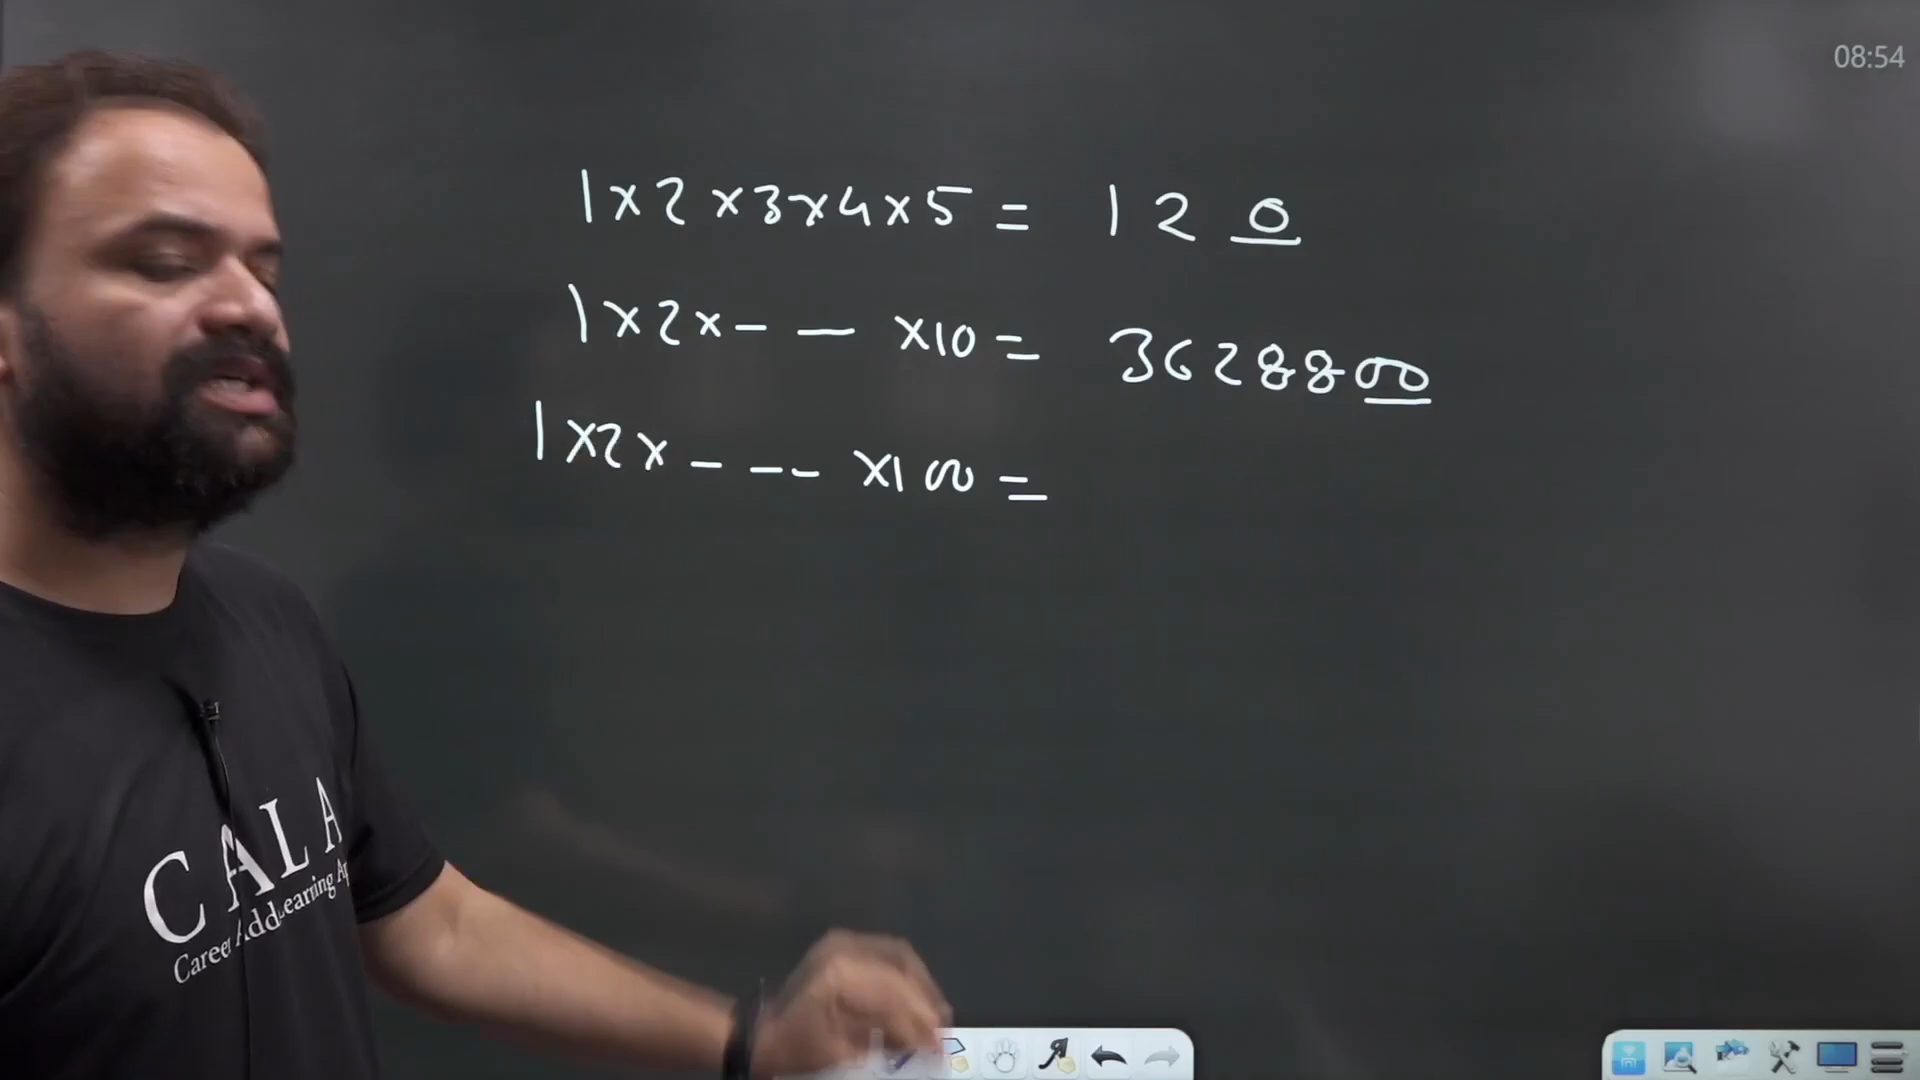 08:54
1×2×3×4×5 = 120
1×2×- — ×10 = 3628800
1×2×- -- ×100 =
CALA
Career Add Learning Ap